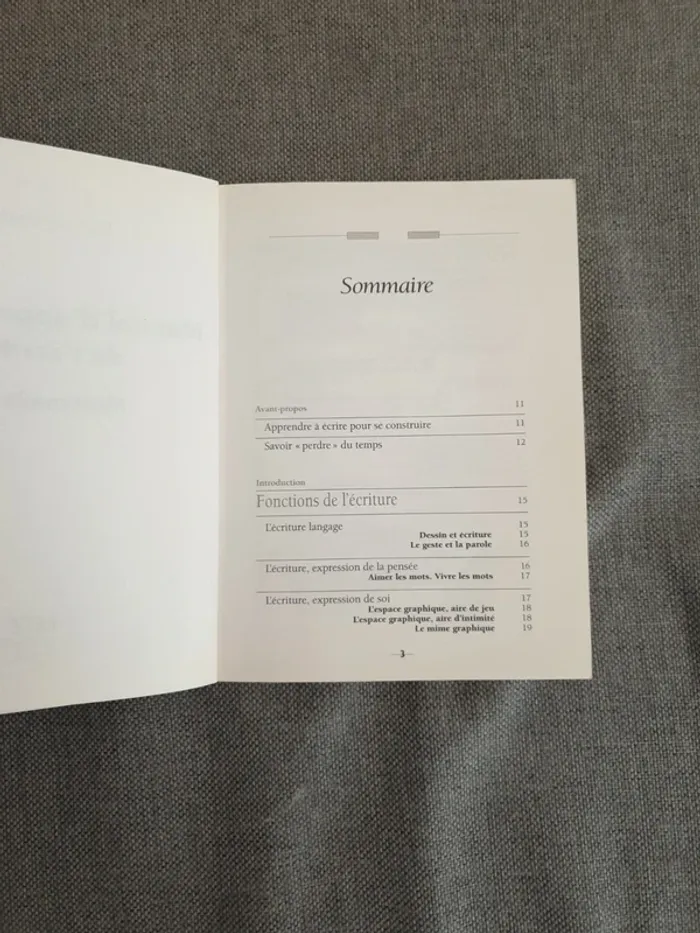 Sommaire
Avant-propos 11
Apprendre à écrire pour se construire 11
Savoir « perdre » du temps 12
Introduction
Fonctions de l'écriture 15
L'écriture langage 15
Dessin et écriture 15
Le geste et la parole 16
L'écriture, expression de la pensée 16
Aimer les mots. Vivre les mots 17
L'écriture, expression de soi 17
L'espace graphique, aire de jeu 18
L'espace graphique, aire d'intimité 18
Le mime graphique 19
3